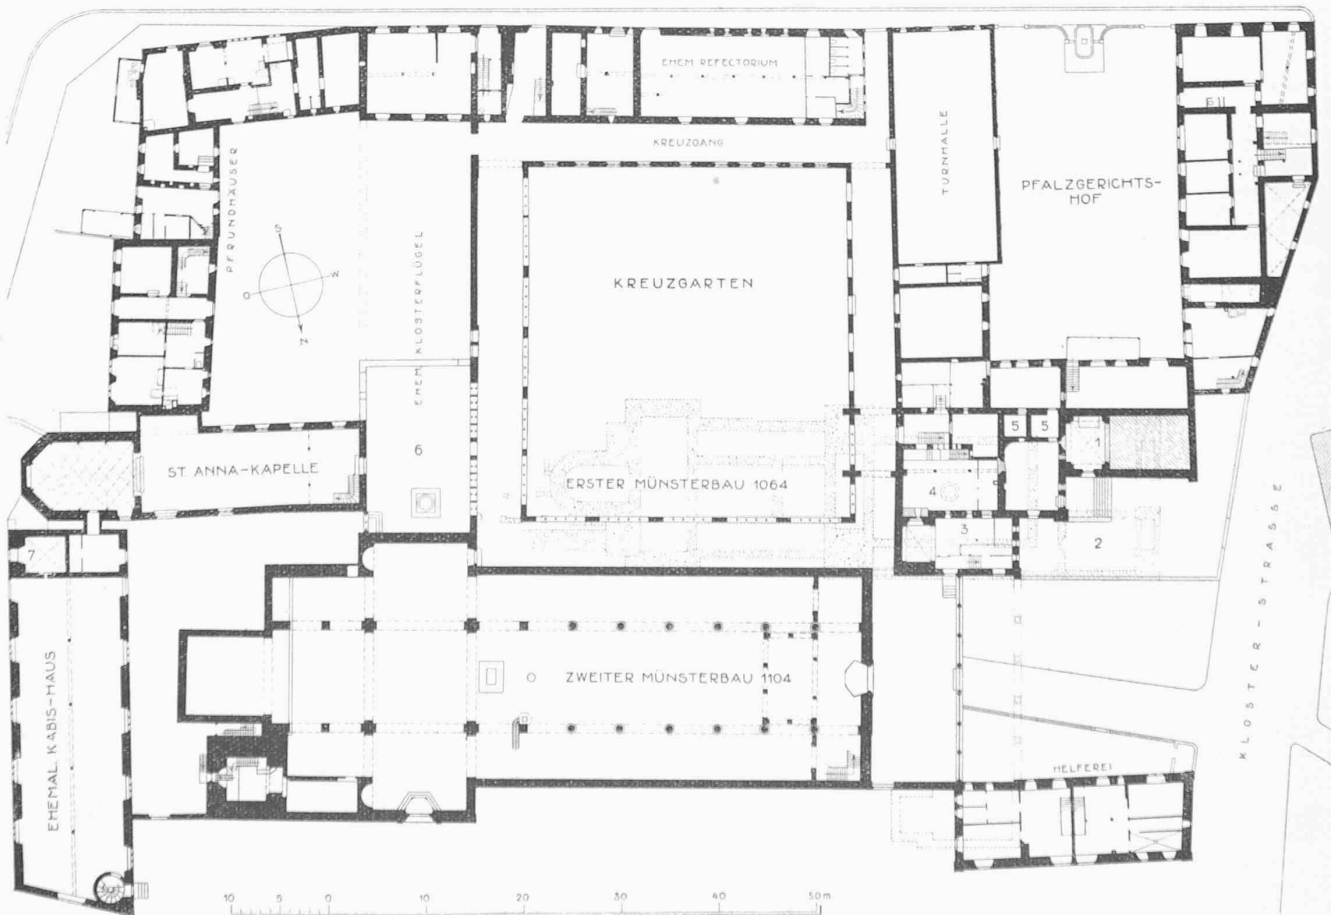 EHEM REFECTORIUM
KREUZGANG
TURNHALLE
PFALZGERICHTS-
HOF
PFRUNDHÄUSER
S
O
W
N
EHEM. KLOSTERFLÜGEL
KREUZGARTEN
6
ST. ANNA-KAPELLE
ERSTER MÜNSTERBAU 1064
5
5
1
4
3
2
7
EHEMAL. KABIS-HAUS
ZWEITER MÜNSTERBAU 1104
KLOSTER-STRASSE
HELFEREI
10 5 0 10 20 30 40 50 m